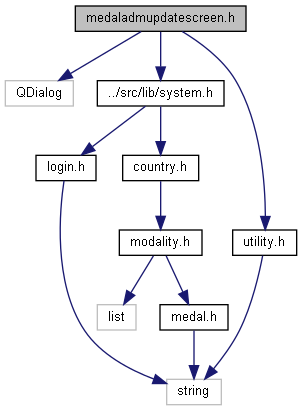 medaladmupdatescreen.h
QDialog
../src/lib/system.h
login.h
country.h
modality.h
utility.h
list
medal.h
string